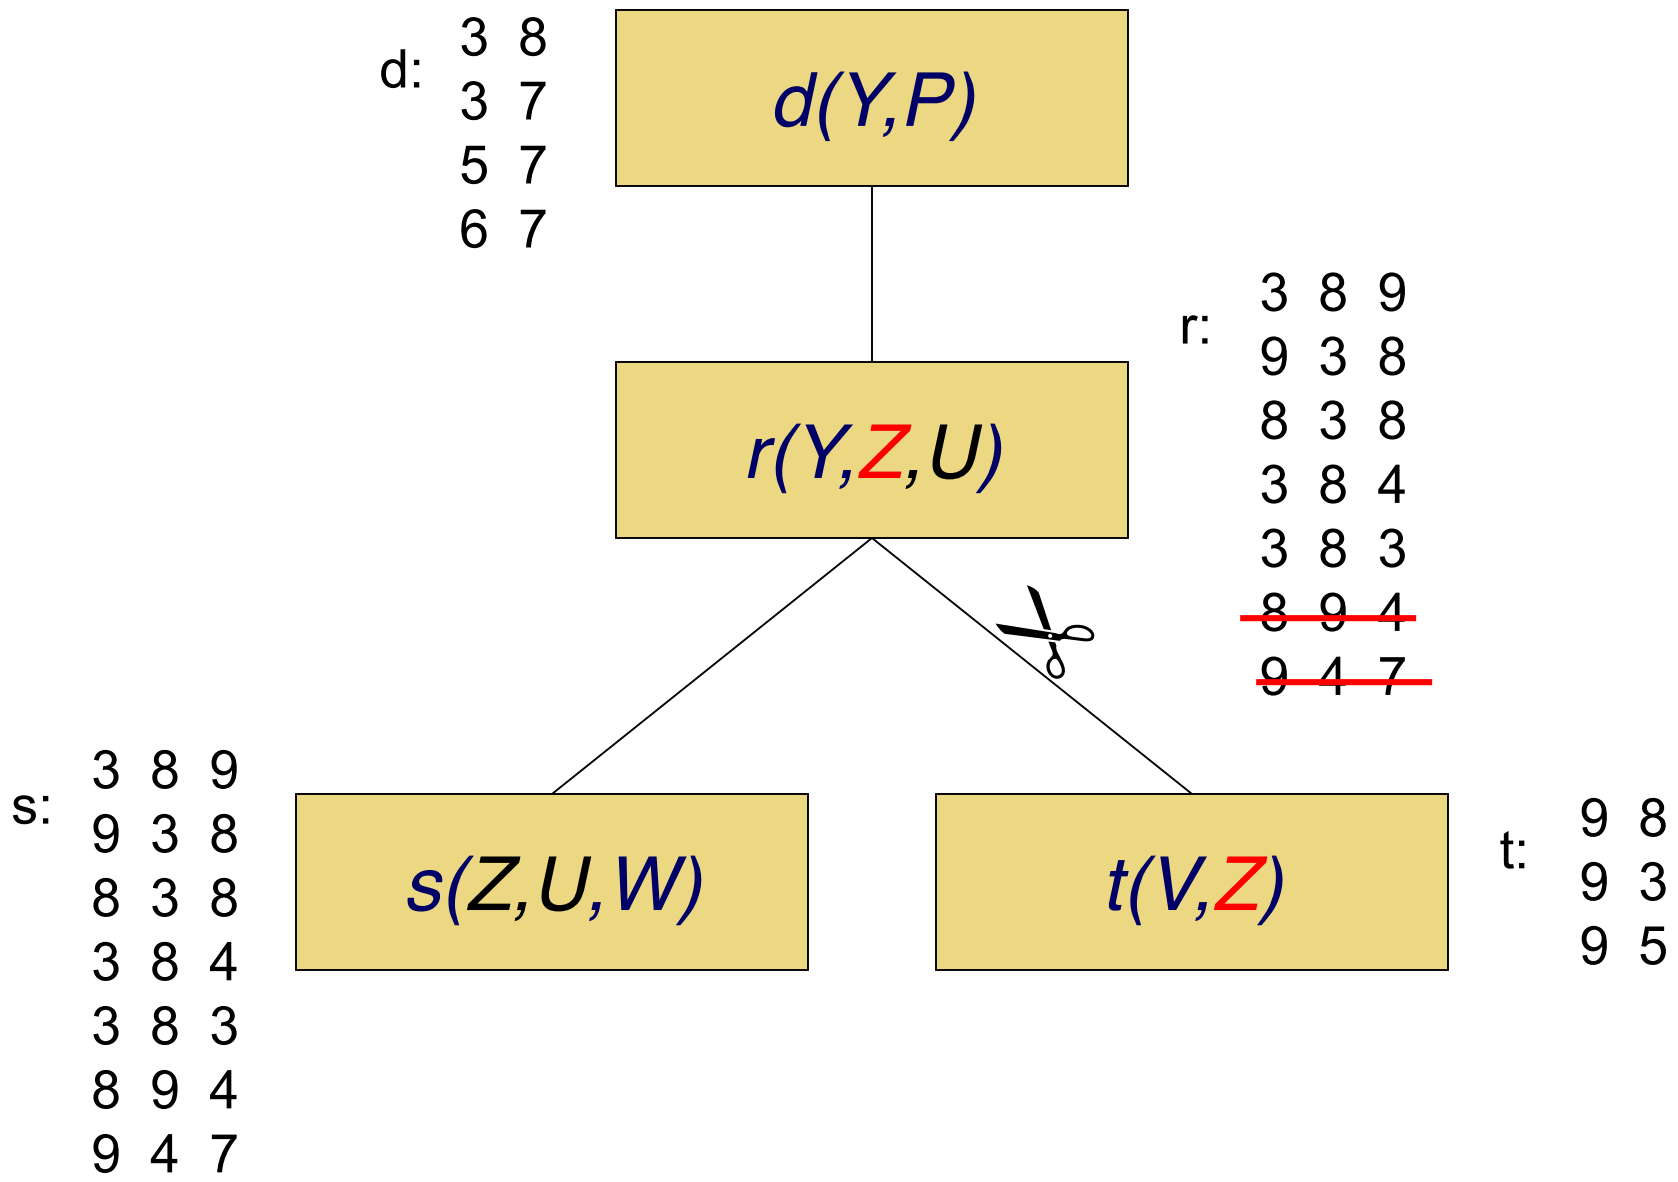 d:
3 8
3 7
5 7
6 7
d(Y,P)
r(Y,Z,U)
r:
3 8 9
9 3 8
8 3 8
3 8 4
3 8 3
8 9 4
9 4 7
s:
3 8 9
9 3 8
8 3 8
3 8 4
3 8 3
8 9 4
9 4 7
s(Z,U,W)
t(V,Z)
t:
9 8
9 3
9 5